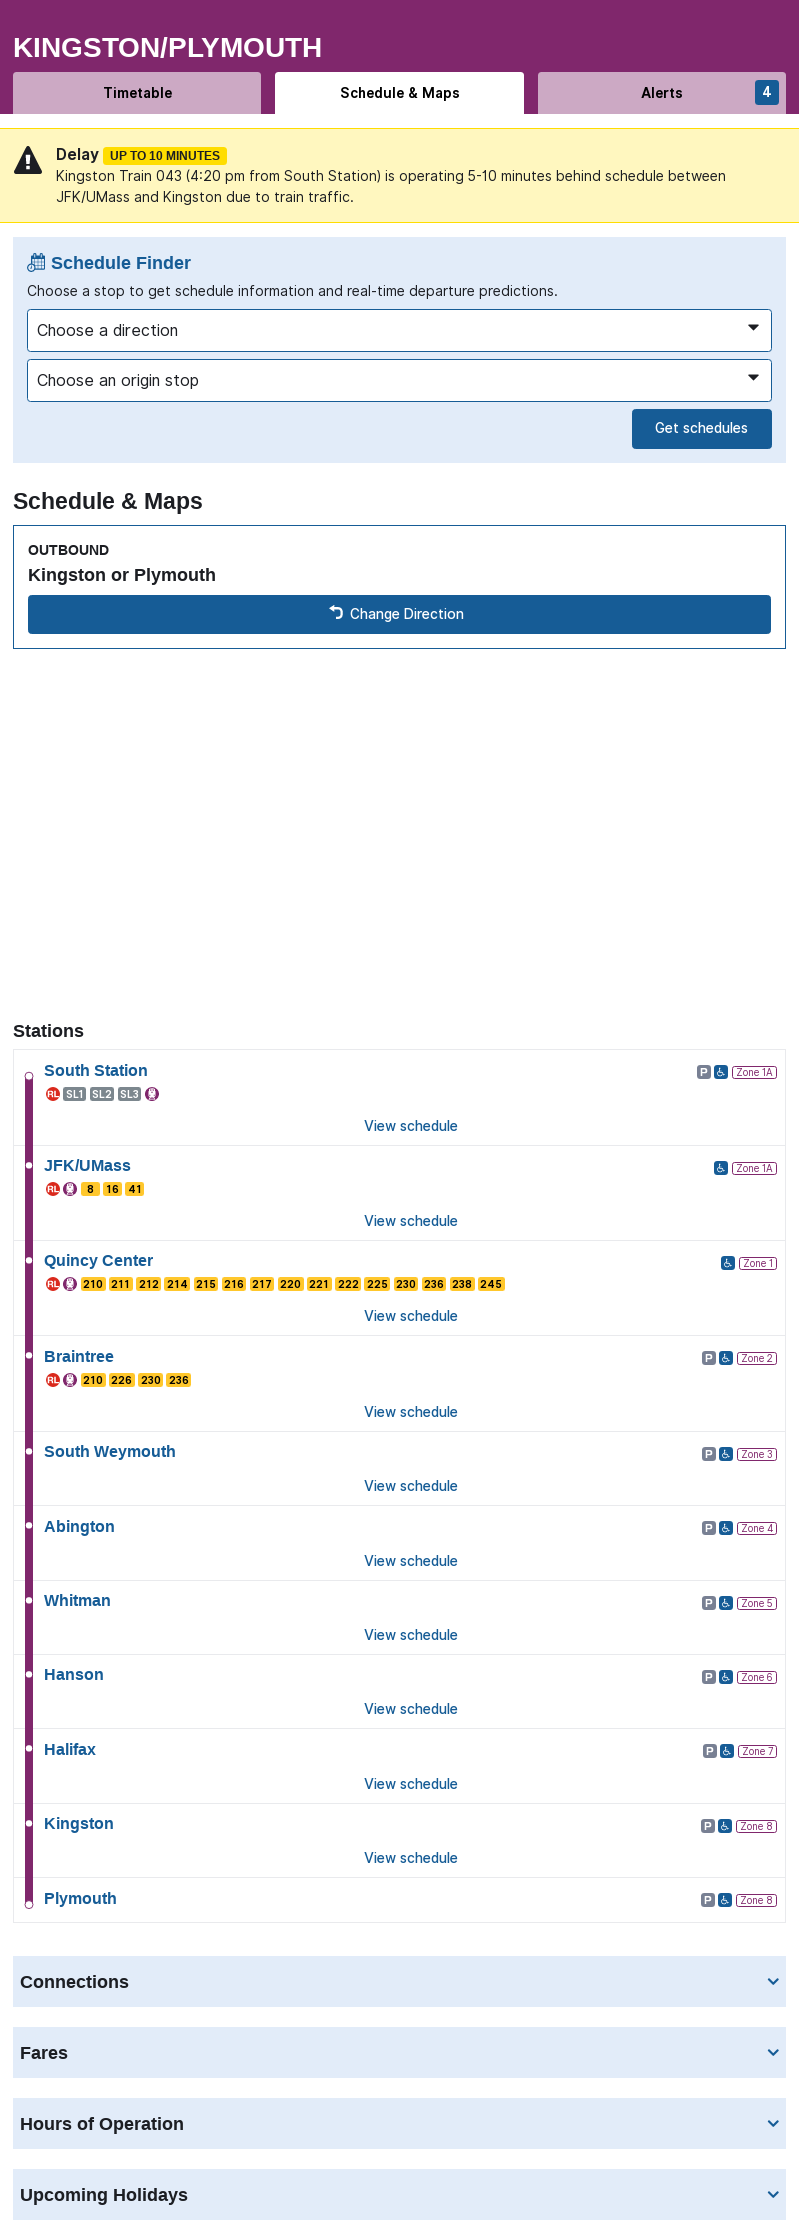 KINGSTON/PLYMOUTH
Timetable
Schedule & Maps
Alerts
4
Delay UP TO 10 MINUTES
Kingston Train 043 (4:20 pm from South Station) is operating 5-10 minutes behind schedule between
JFK/UMass and Kingston due to train traffic.
Schedule Finder
Choose a stop to get schedule information and real-time departure predictions.
Choose a direction
Choose an origin stop
Get schedules
Schedule & Maps
OUTBOUND
Kingston or Plymouth
Change Direction
Stations
South Station
P Zone 1A
RL SL1 SL2 SL3
View schedule
JFK/UMass
Zone 1A
RL 8 16 41
View schedule
Quincy Center
Zone 1
RL 210 211 212 214 215 216 217 220 221 222 225 230 236 238 245
View schedule
Braintree
P Zone 2
RL 210 226 230 236
View schedule
South Weymouth
P Zone 3
View schedule
Abington
P Zone 4
View schedule
Whitman
P Zone 5
View schedule
Hanson
P Zone 6
View schedule
Halifax
P Zone 7
View schedule
Kingston
P Zone 8
View schedule
Plymouth
P Zone 8
Connections
Fares
Hours of Operation
Upcoming Holidays